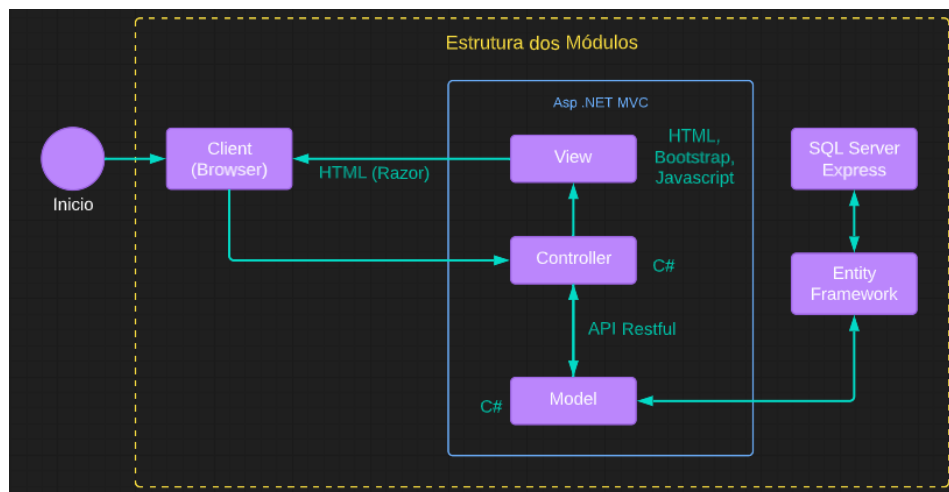 Estrutura dos Módulos
Asp .NET MVC
Client
(Browser)
View
HTML,
Bootstrap,
Javascript
SQL Server
Express
HTML (Razor)
Inicio
Controller
C#
Entity
Framework
API Restful
Model
C#